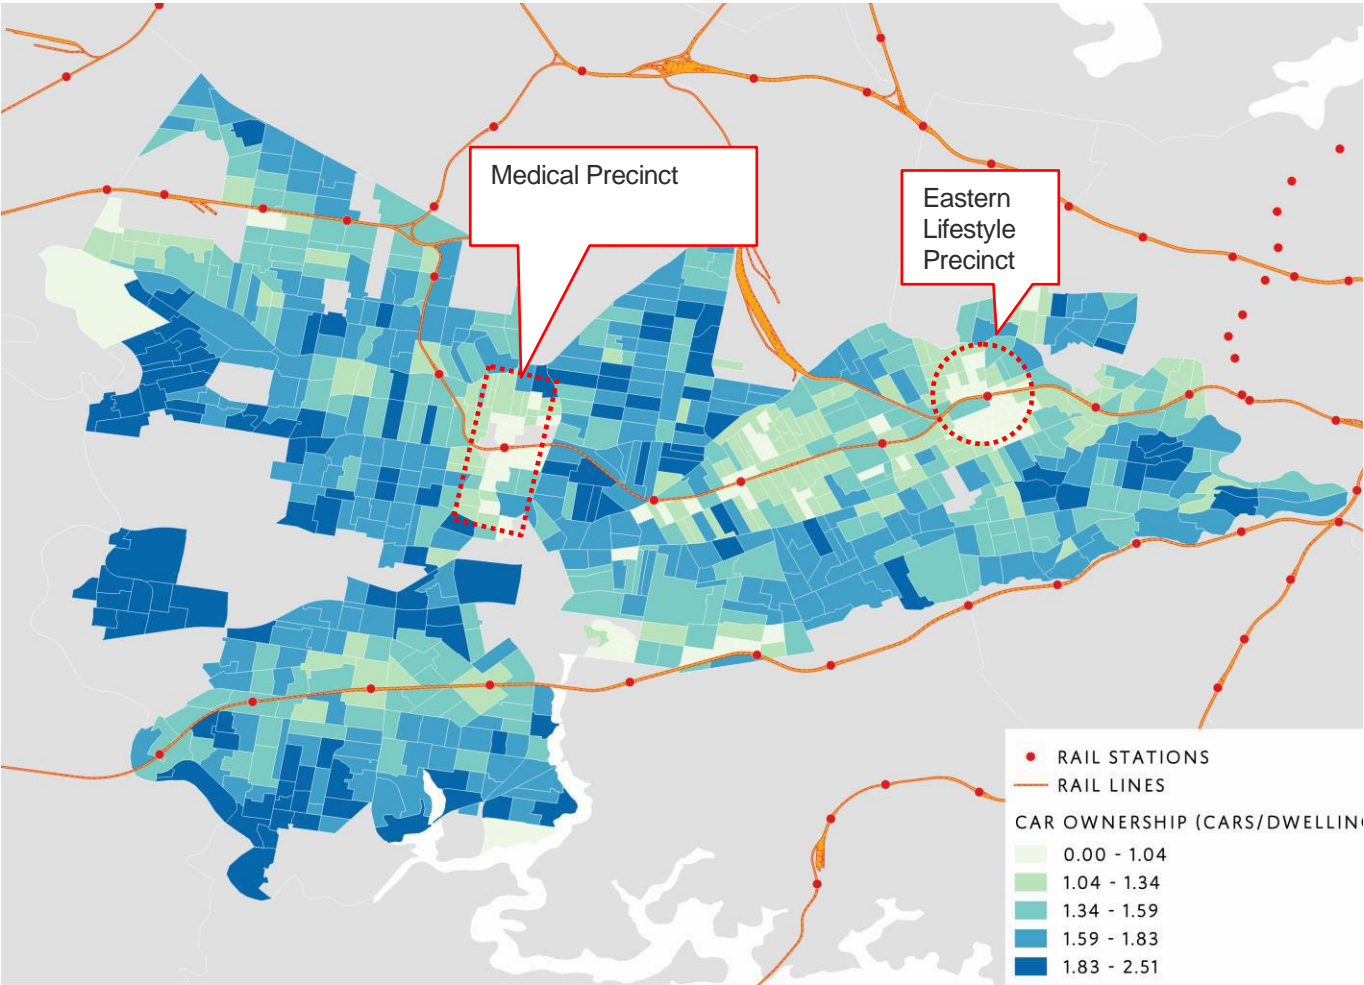 Medical Precinct
Eastern
Lifestyle
Precinct
RAIL STATIONS
RAIL LINES
CAR OWNERSHIP (CARS/DWELLING
0.00 - 1.04
1.04 - 1.34
1.34 - 1.59
1.59 - 1.83
1.83 - 2.51